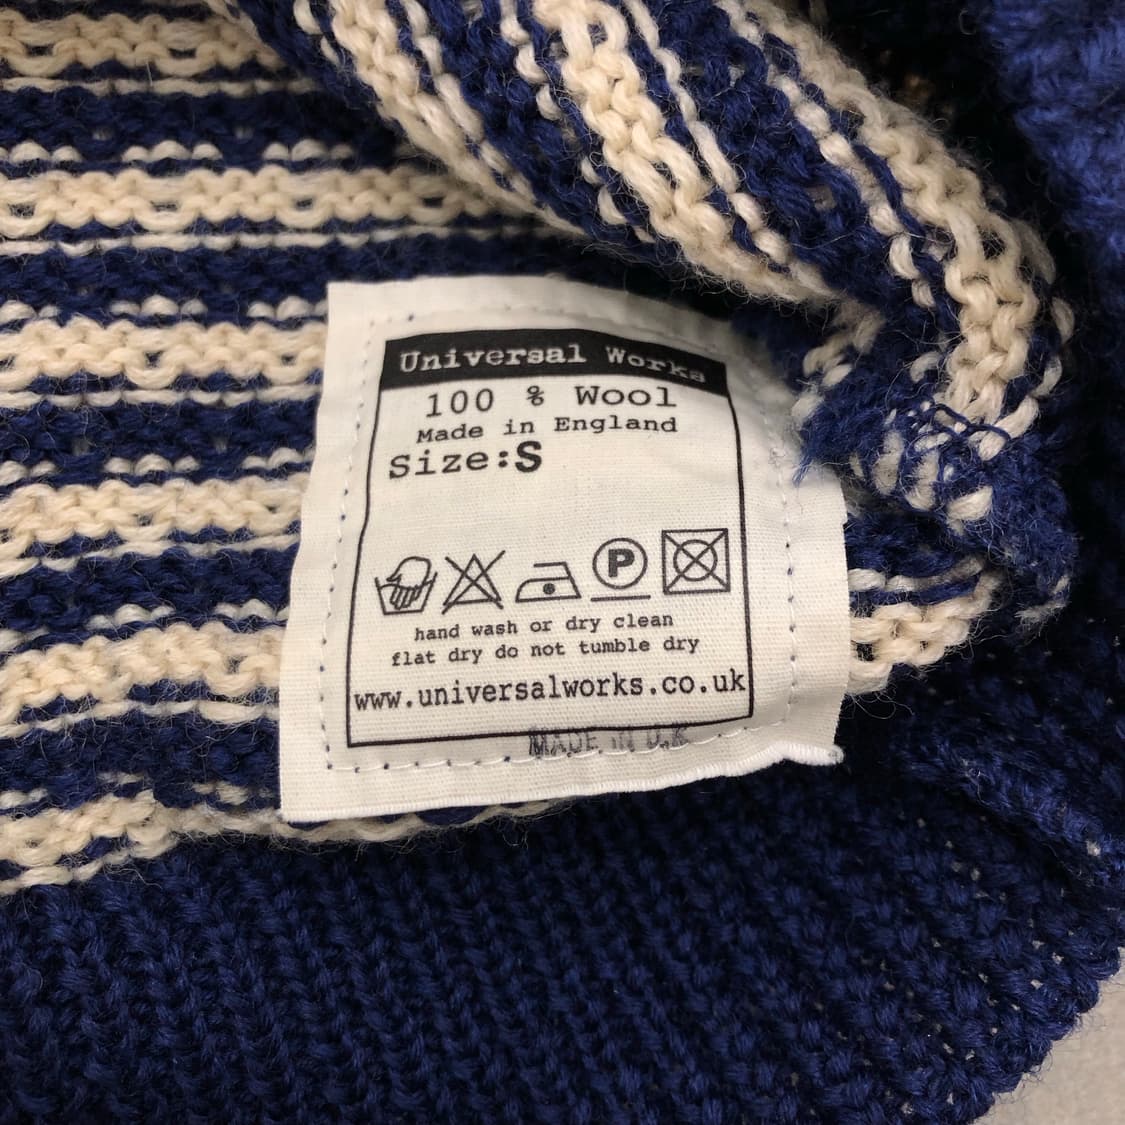 Universal Works
100 % Wool
Made in England
Size:S
P
hand wash or dry clean
flat dry do not tumble dry
www.universalworks.co.uk
MADE IN U.K